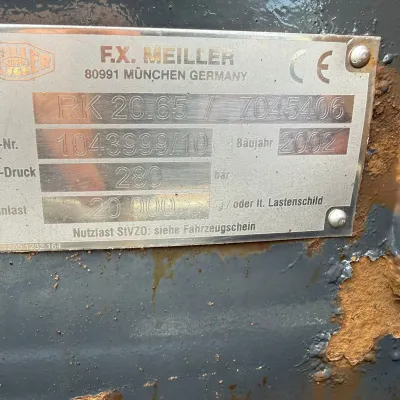 F.X. MEILLER
80991 MÜNCHEN GERMANY
CE
RK 20.65 / 7045406
-Nr. 1043999/10 Baujahr 2002
-Druck 280 bar
nlast 20 000 g/ oder lt. Lastenschild
Nutzlast StVZO: siehe Fahrzeugschein